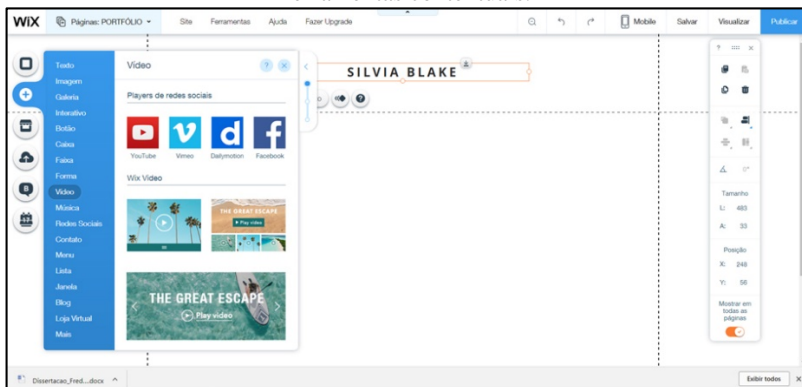 WiX Páginas: PORTFÓLIO Site Ferramentas Ajuda Fazer Upgrade Mobile Salvar Visualizar Publicar
Texto
Imagem
Galeria
Interativo
Botão
Caixa
Faixa
Forma
Vídeo
Música
Redes Sociais
Contato
Menu
Lista
Janela
Blog
Loja Virtual
Mais
Vídeo
Players de redes sociais
YouTube Vimeo Dailymotion Facebook
Wix Vídeo
THE GREAT ESCAPE
Play video
THE GREAT ESCAPE
Play video
SILVIA BLAKE
Tamanho
L: 483
A: 33
Posição
X: 248
Y: 56
Mostrar em
todas as
páginas
Dissertacao_Fred....docx
Exibir todos